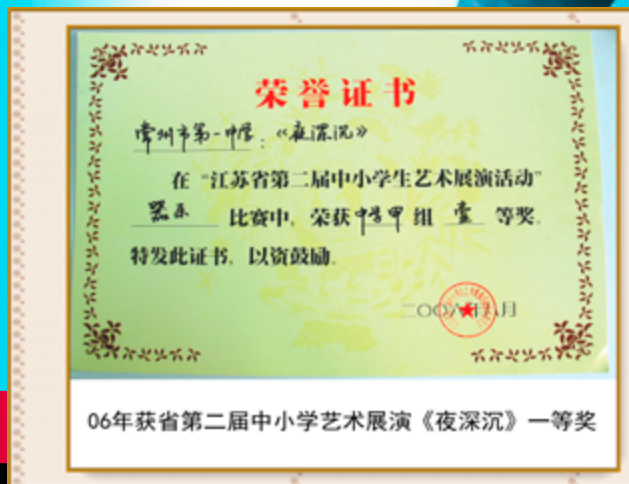 荣誉证书
常州市第一中学：《夜深沉》
在“江苏省第二届中小学生艺术展演活动”
器乐 比赛中，荣获中学甲组 壹 等奖，
特发此证书，以资鼓励。
二〇〇六年八月
06年获省第二届中小学艺术展演《夜深沉》一等奖